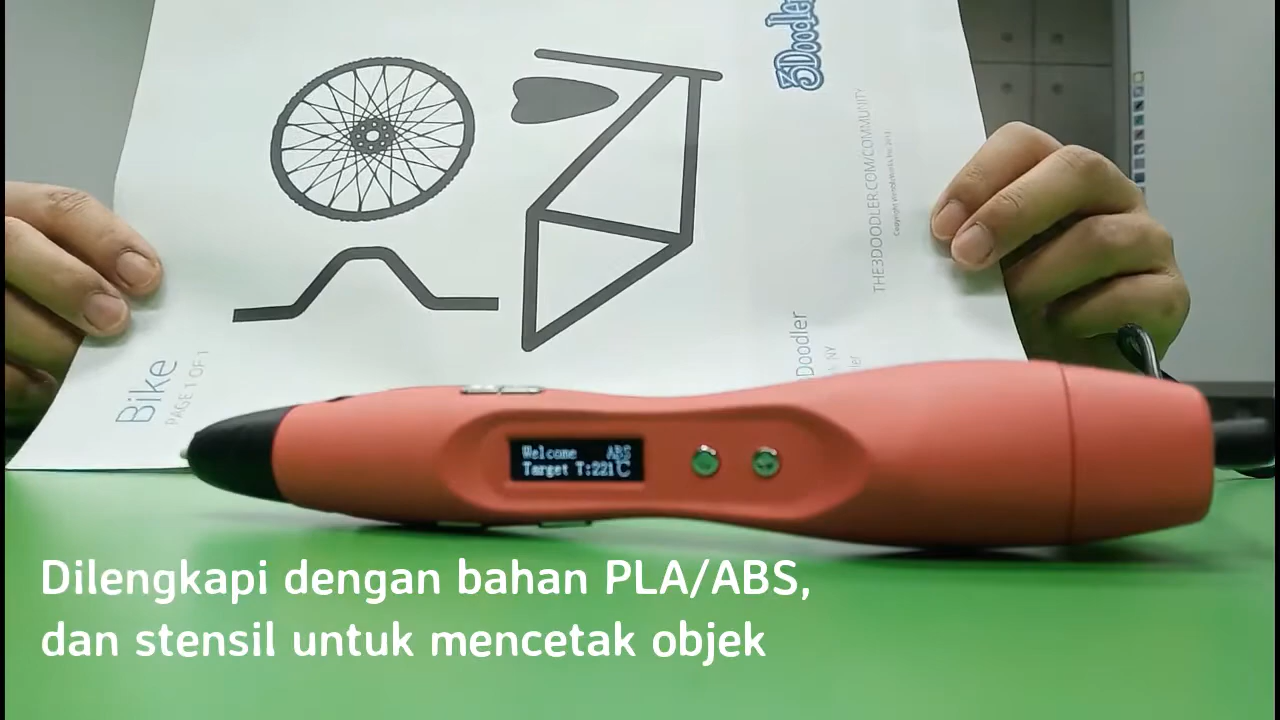 3Doodler
THE3DOODLER.COM/COMMUNITY
Doodler
NY
Bike
PAGE 1 OF 1
Welcome ABS
Target T:221℃
Dilengkapi dengan bahan PLA/ABS,
dan stensil untuk mencetak objek